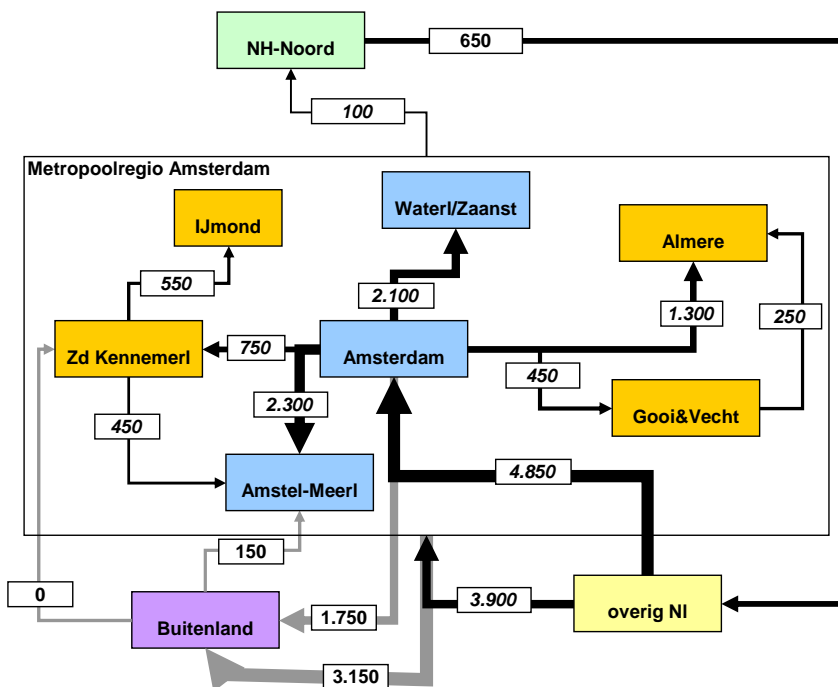 NH-Noord
650
100
Metropoolregio Amsterdam
IJmond
Waterl/Zaanst
Almere
550
2.100
1.300
250
Zd Kennemerl
750
Amsterdam
450
2.300
450
Gooi&Vecht
Amstel-Meerl
4.850
150
0
Buitenland
1.750
3.900
overig Nl
3.150